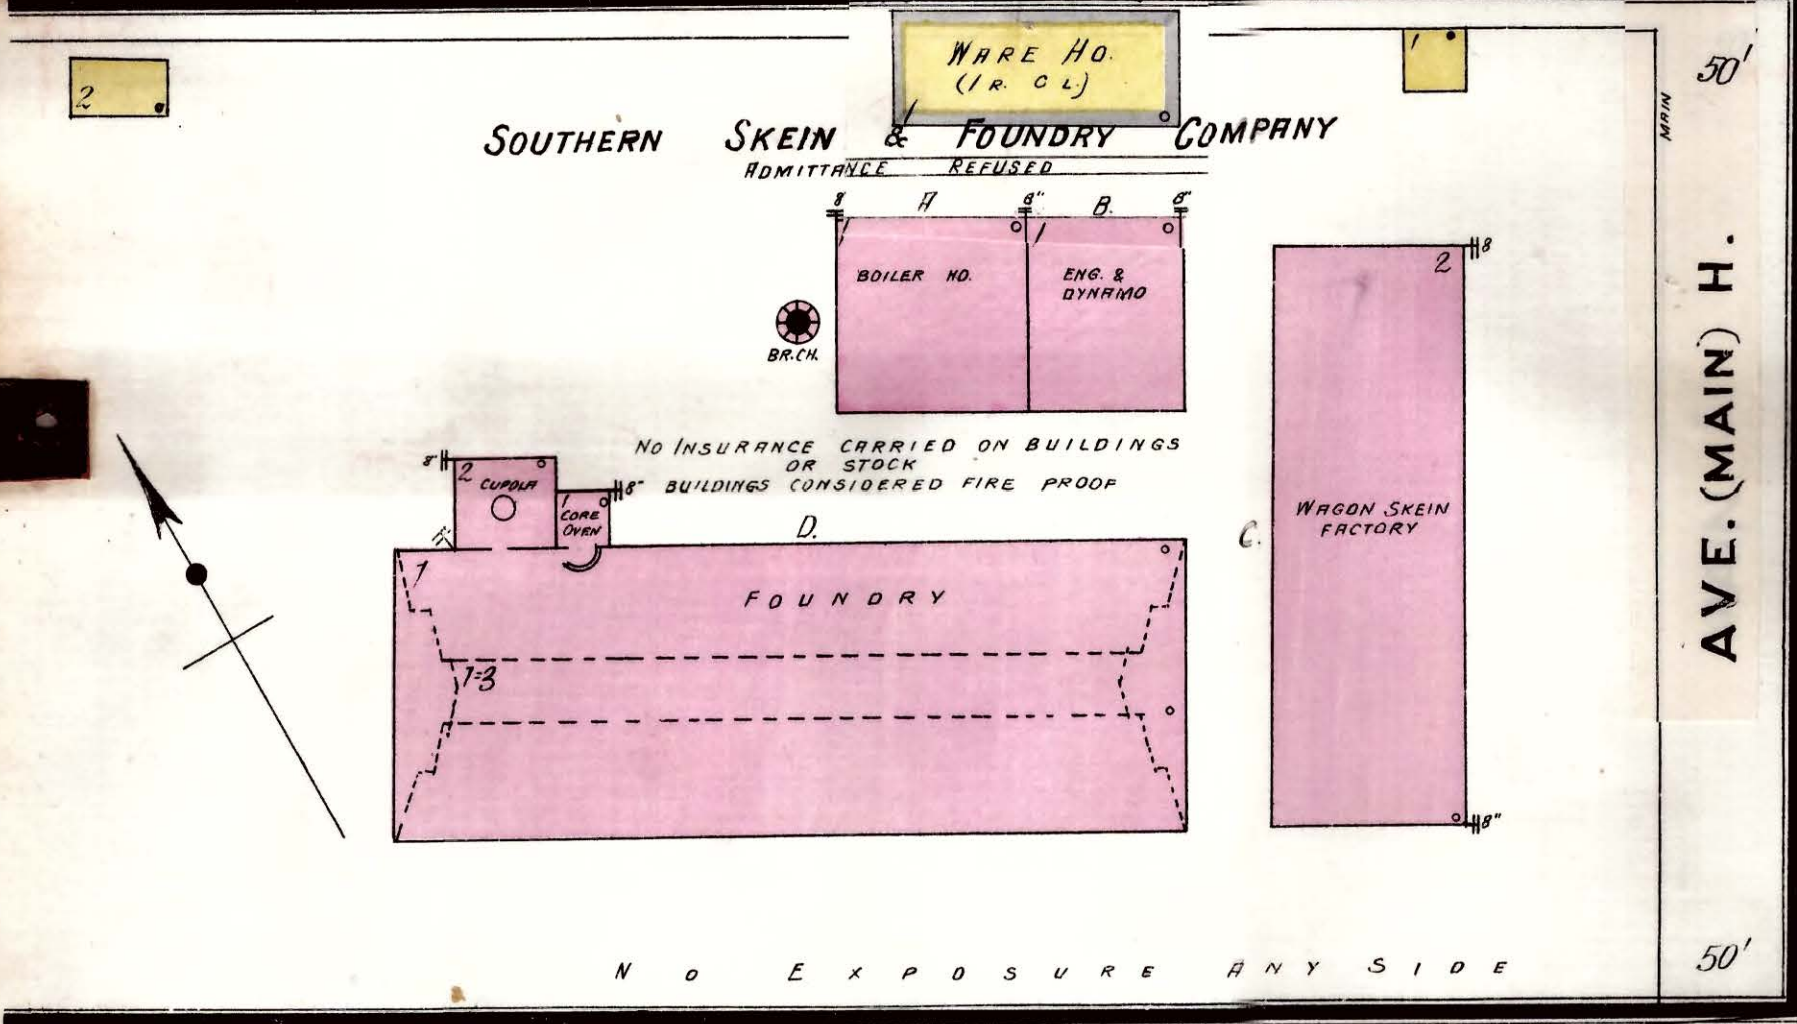 WARE HO.
(IR. CL)
1
2
1
50'
MAIN
SOUTHERN SKEIN & FOUNDRY COMPANY
ADMITTANCE REFUSED
8 A 8" B. 8"
1 1
BOILER HO.
ENG. &
DYNAMO
BR.CH.
8
2
AVE. (MAIN) H.
NO INSURANCE CARRIED ON BUILDINGS
OR STOCK
BUILDINGS CONSIDERED FIRE PROOF
8"
2
CUPOLA
8"
1
CORE
OVEN
D.
C.
WAGON SKEIN
FACTORY
1
FOUNDRY
1=3
8"
NO EXPOSURE ANY SIDE
50'